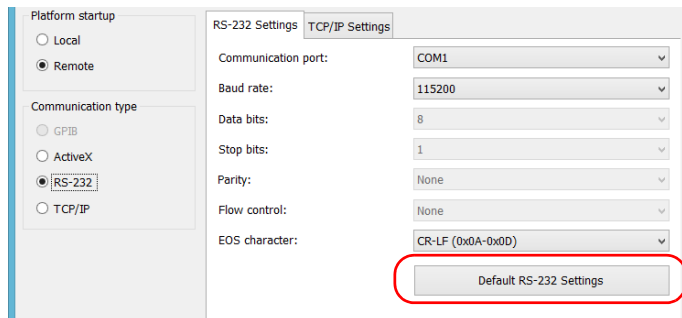 Platform startup
Local
Remote
Communication type
GPIB
ActiveX
RS-232
TCP/IP
RS-232 Settings TCP/IP Settings
Communication port: COM1
Baud rate: 115200
Data bits: 8
Stop bits: 1
Parity: None
Flow control: None
EOS character: CR-LF (0x0A-0x0D)
Default RS-232 Settings